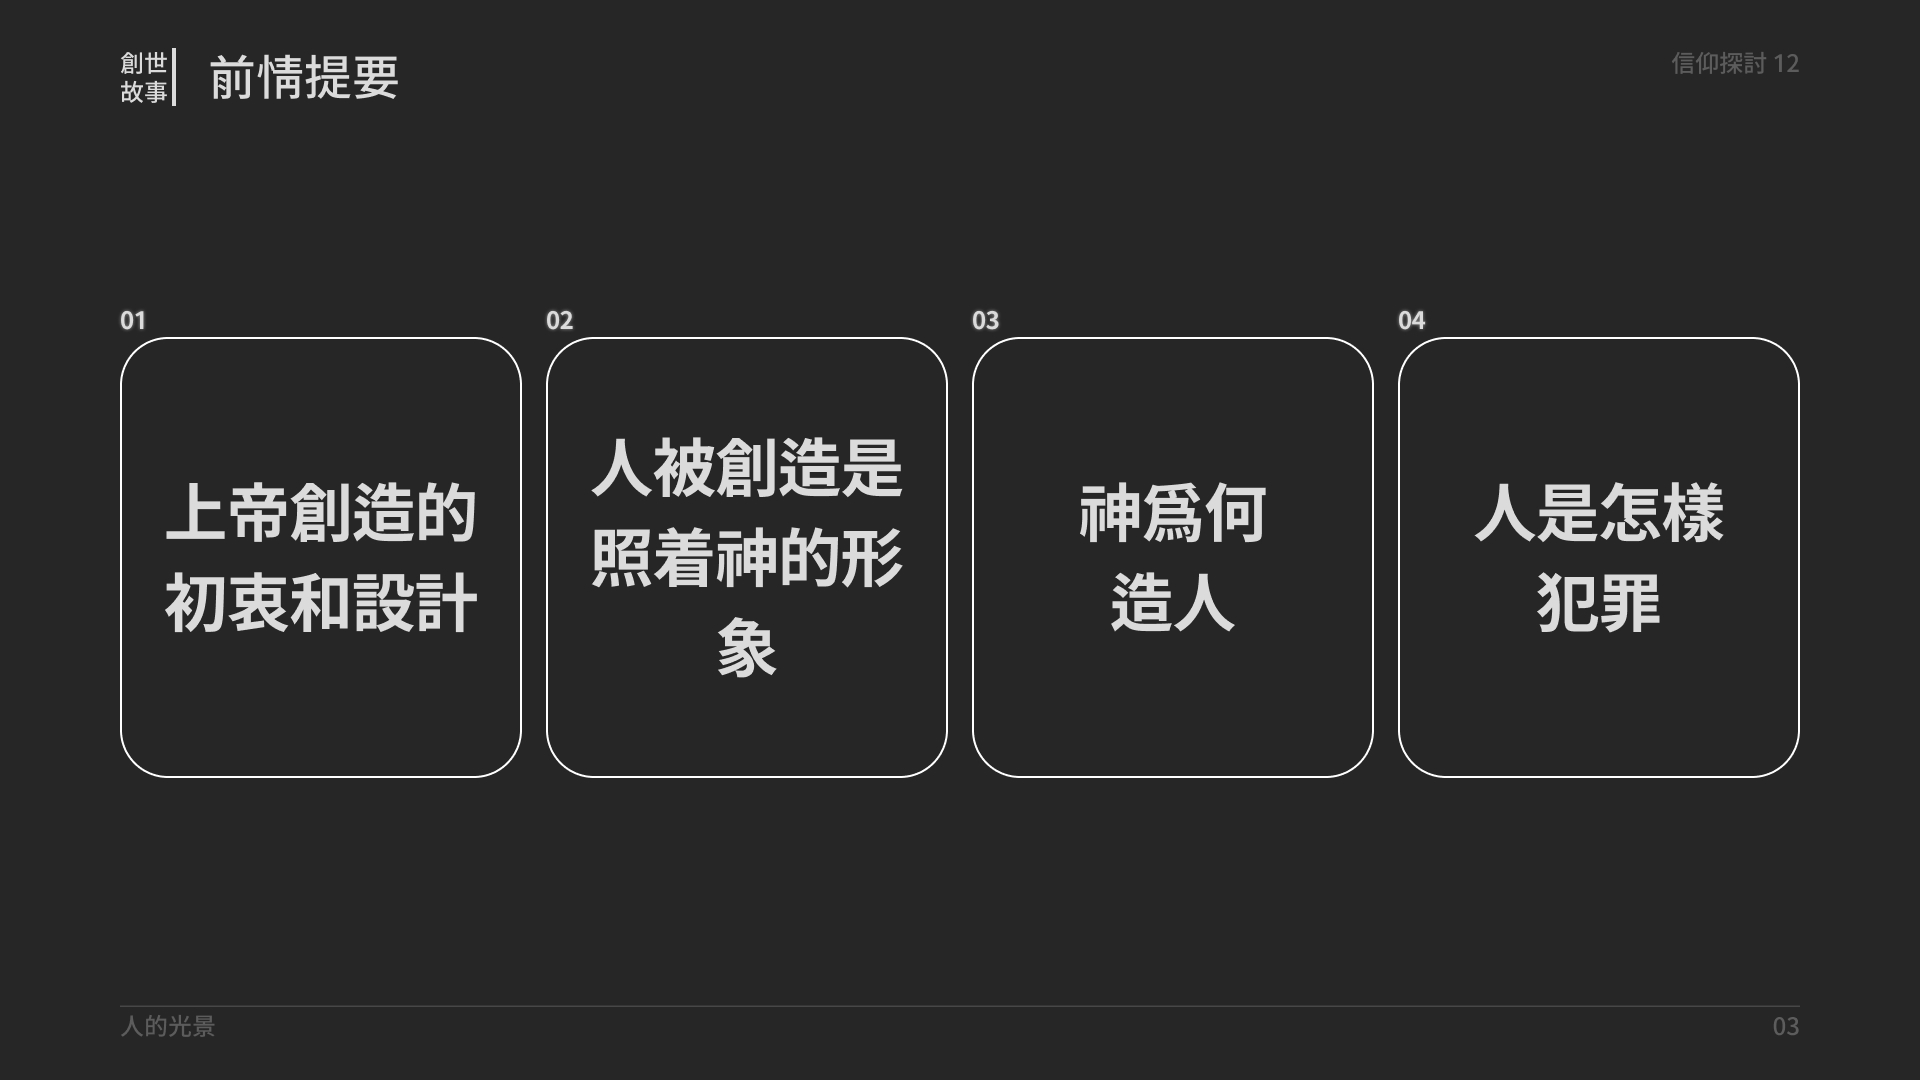 創世
故事
前情提要
信仰探討 12
01
上帝創造的
初衷和設計
02
人被創造是
照着神的形
象
03
神爲何
造人
04
人是怎樣
犯罪
人的光景
03